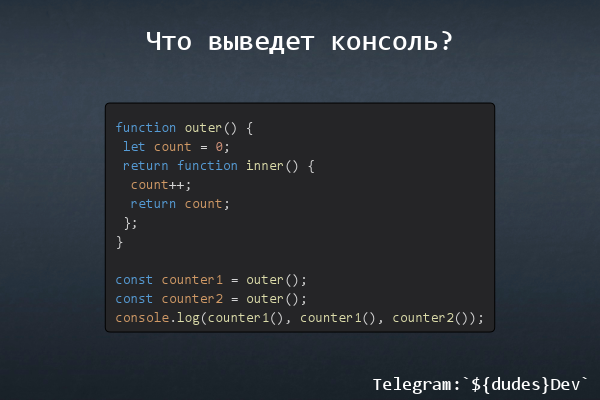 Что выведет консоль?
function outer() {
 let count = 0;
 return function inner() {
  count++;
  return count;
 };
}
const counter1 = outer();
const counter2 = outer();
console.log(counter1(), counter1(), counter2());
Telegram:`${dudes}Dev`